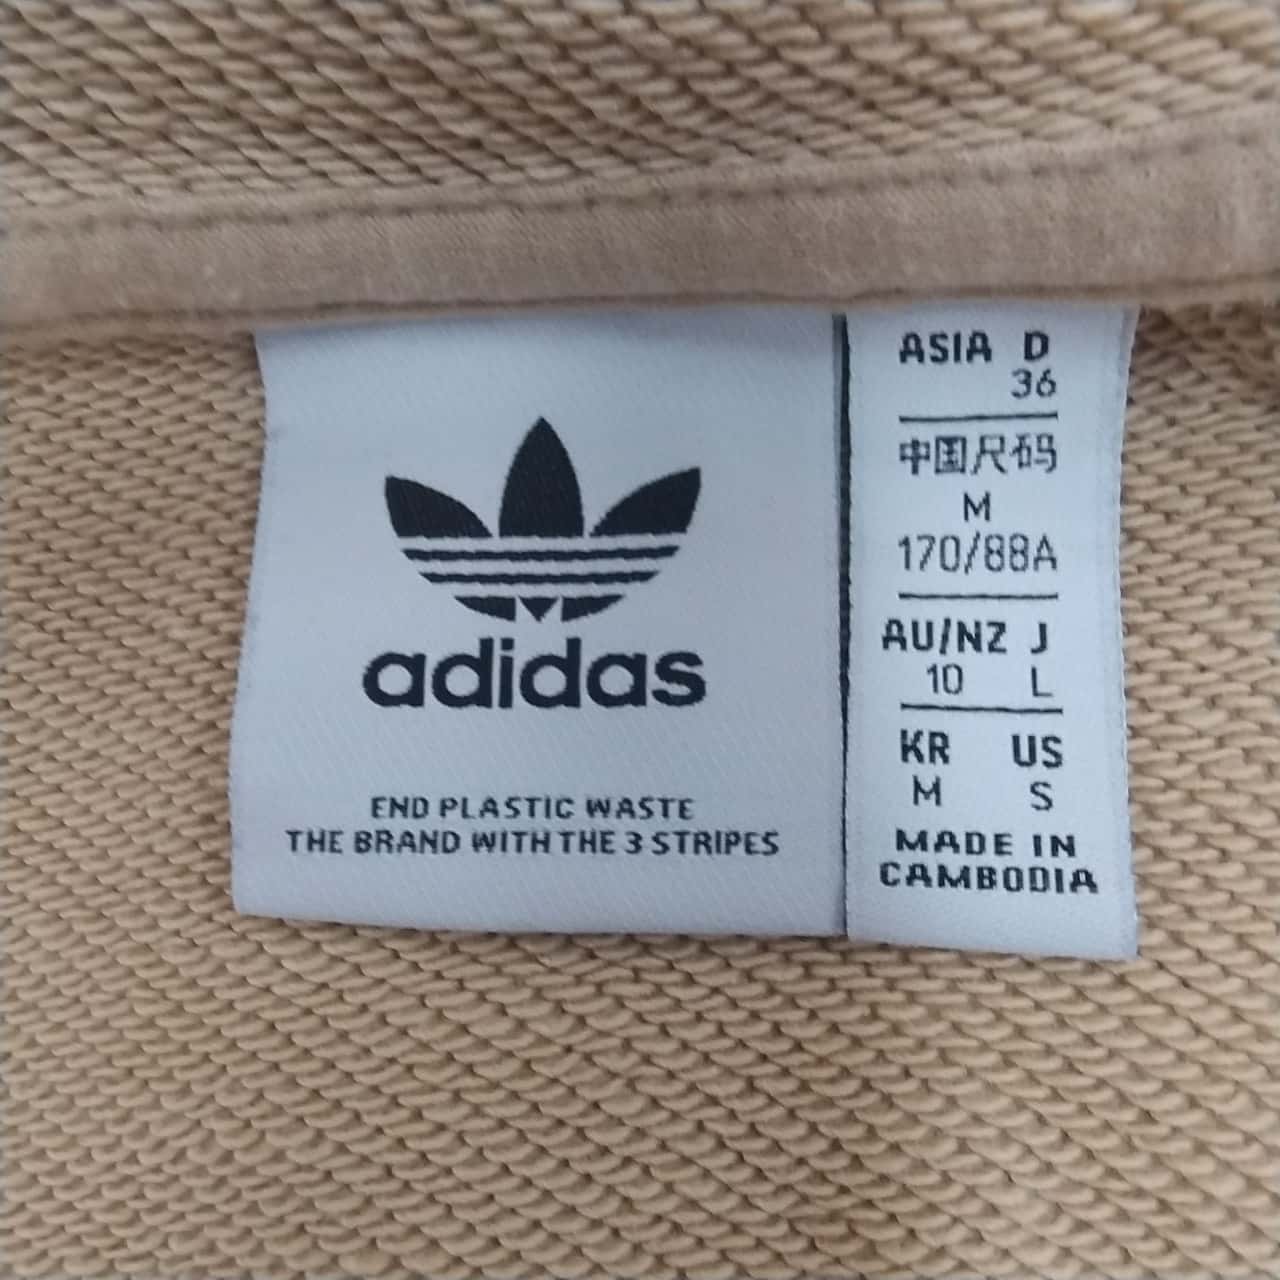 adidas
END PLASTIC WASTE
THE BRAND WITH THE 3 STRIPES
ASIA D
36
中国尺码
M
170/88A
AU/NZ J
10 L
KR US
M S
MADE IN
CAMBODIA